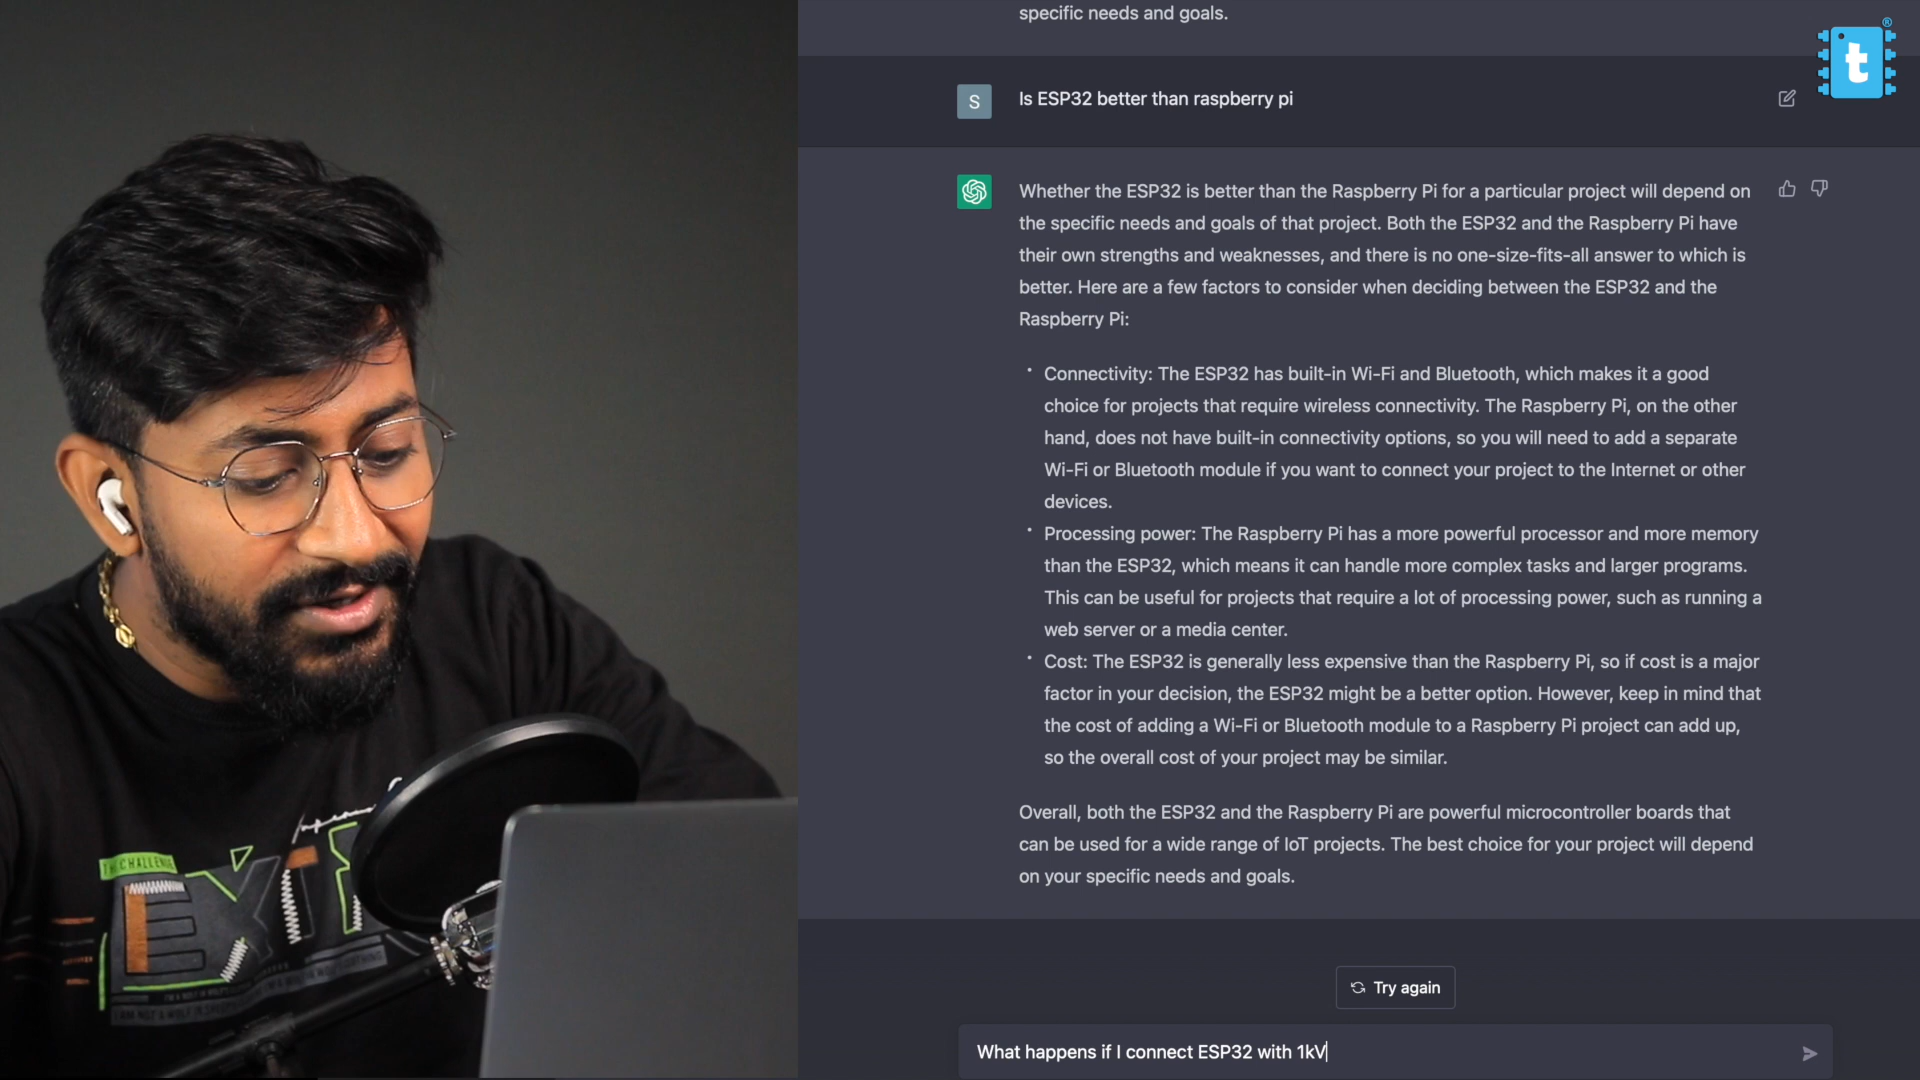 specific needs and goals.
t
®
S
Is ESP32 better than raspberry pi
Whether the ESP32 is better than the Raspberry Pi for a particular project will depend on
the specific needs and goals of that project. Both the ESP32 and the Raspberry Pi have
their own strengths and weaknesses, and there is no one-size-fits-all answer to which is
better. Here are a few factors to consider when deciding between the ESP32 and the
Raspberry Pi:
• Connectivity: The ESP32 has built-in Wi-Fi and Bluetooth, which makes it a good
choice for projects that require wireless connectivity. The Raspberry Pi, on the other
hand, does not have built-in connectivity options, so you will need to add a separate
Wi-Fi or Bluetooth module if you want to connect your project to the Internet or other
devices.
• Processing power: The Raspberry Pi has a more powerful processor and more memory
than the ESP32, which means it can handle more complex tasks and larger programs.
This can be useful for projects that require a lot of processing power, such as running a
web server or a media center.
• Cost: The ESP32 is generally less expensive than the Raspberry Pi, so if cost is a major
factor in your decision, the ESP32 might be a better option. However, keep in mind that
the cost of adding a Wi-Fi or Bluetooth module to a Raspberry Pi project can add up,
so the overall cost of your project may be similar.
Overall, both the ESP32 and the Raspberry Pi are powerful microcontroller boards that
can be used for a wide range of IoT projects. The best choice for your project will depend
on your specific needs and goals.
Try again
What happens if I connect ESP32 with 1kV
THE CHALLENGE
EXIT